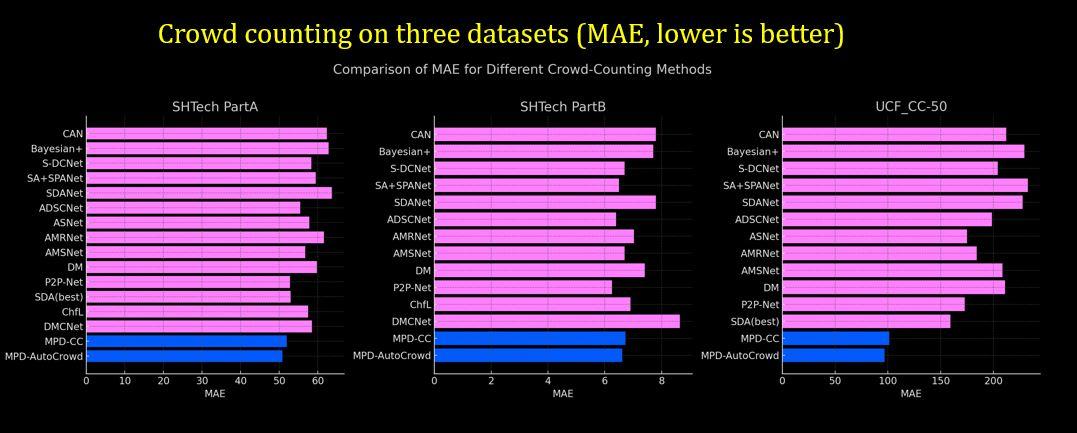 Crowd counting on three datasets (MAE, lower is better)
Comparison of MAE for Different Crowd-Counting Methods
SHTech PartA
CAN
Bayesian+
S-DCNet
SA+SPANet
SDANet
ADSCNet
ASNet
AMRNet
AMSNet
DM
P2P-Net
SDA(best)
ChfL
DMCNet
MPD-CC
MPD-AutoCrowd
0 10 20 30 40 50 60
MAE
SHTech PartB
CAN
Bayesian+
S-DCNet
SA+SPANet
SDANet
ADSCNet
AMRNet
AMSNet
DM
P2P-Net
ChfL
DMCNet
MPD-CC
MPD-AutoCrowd
0 2 4 6 8
MAE
UCF_CC-50
CAN
Bayesian+
S-DCNet
SA+SPANet
SDANet
ADSCNet
ASNet
AMRNet
AMSNet
DM
P2P-Net
SDA(best)
MPD-CC
MPD-AutoCrowd
0 50 100 150 200
MAE